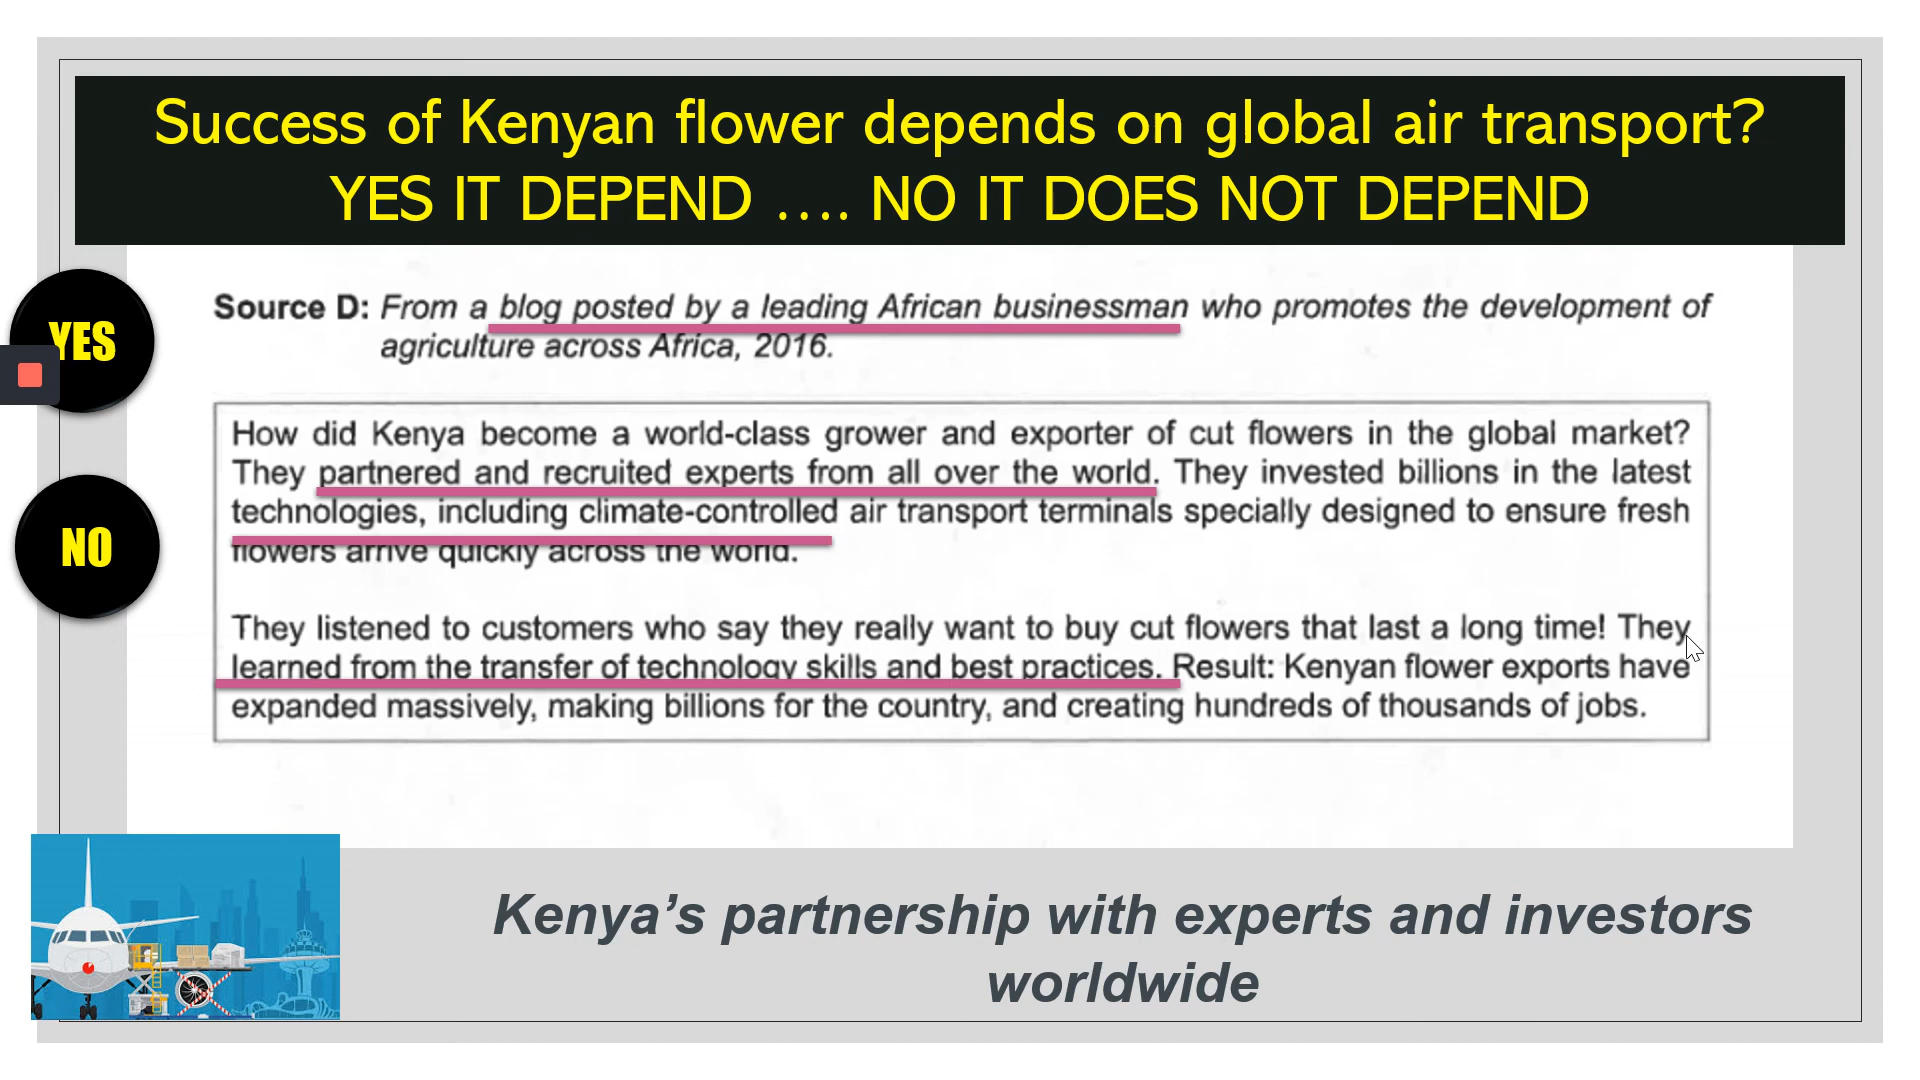 Success of Kenyan flower depends on global air transport?
YES IT DEPEND .... NO IT DOES NOT DEPEND
YES
NO
Source D: From a blog posted by a leading African businessman who promotes the development of
agriculture across Africa, 2016.
How did Kenya become a world-class grower and exporter of cut flowers in the global market?
They partnered and recruited experts from all over the world. They invested billions in the latest
technologies, including climate-controlled air transport terminals specially designed to ensure fresh
flowers arrive quickly across the world.
They listened to customers who say they really want to buy cut flowers that last a long time! They
learned from the transfer of technology skills and best practices. Result: Kenyan flower exports have
expanded massively, making billions for the country, and creating hundreds of thousands of jobs.
Kenya’s partnership with experts and investors
worldwide